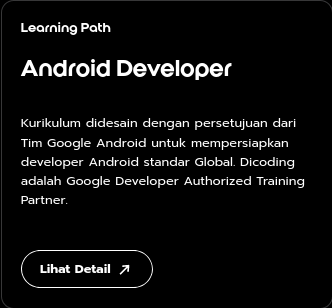 Learning Path
Android Developer
Kurikulum didesain dengan persetujuan dari
Tim Google Android untuk mempersiapkan
developer Android standar Global. Dicoding
adalah Google Developer Authorized Training
Partner.
Lihat Detail